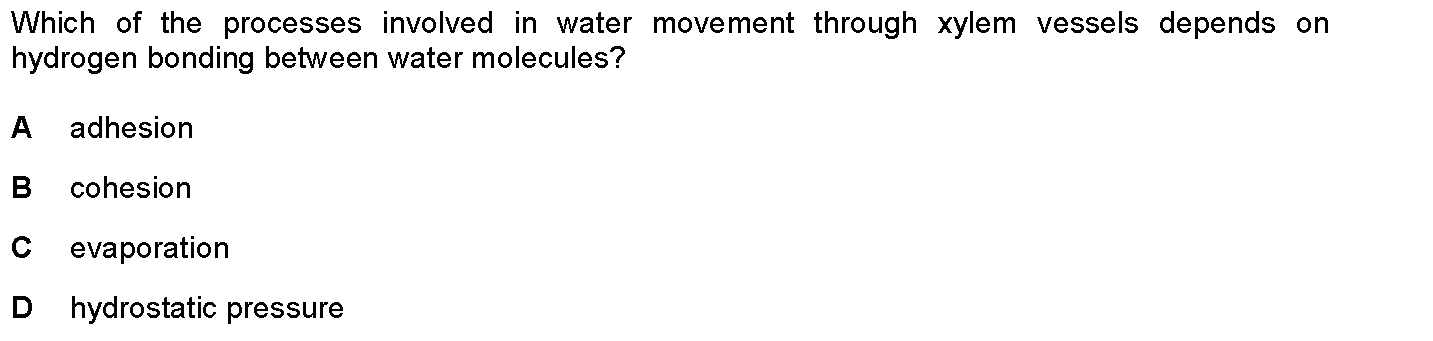 Which of the processes involved in water movement through xylem vessels depends on
hydrogen bonding between water molecules?
A adhesion
B cohesion
C evaporation
D hydrostatic pressure